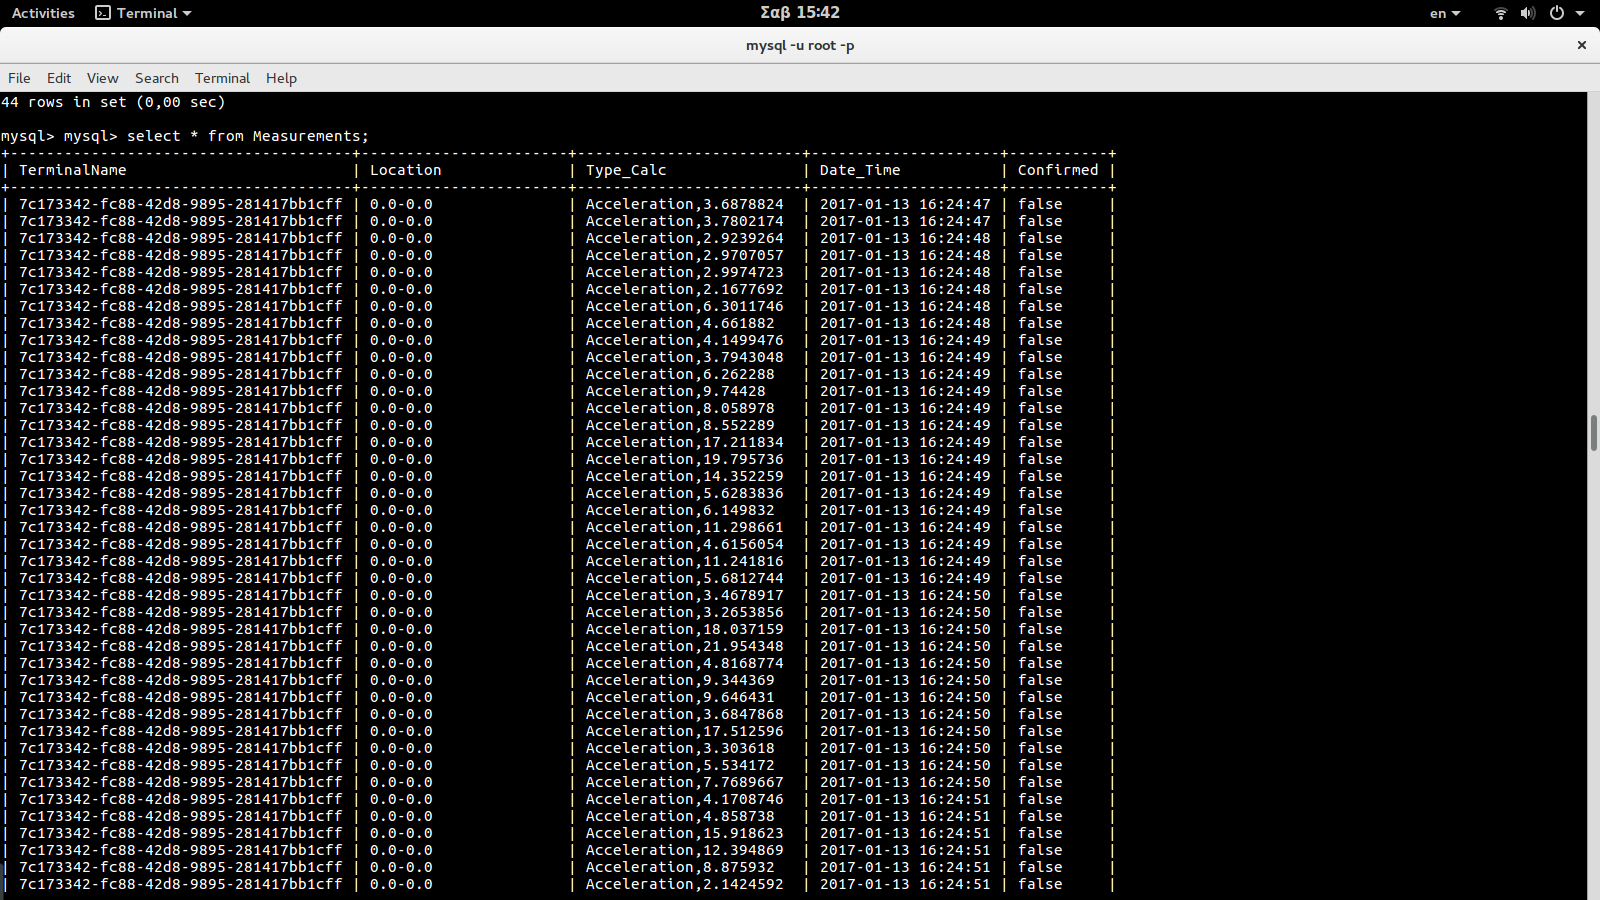 Activities Terminal Σαβ 15:42 en
mysql -u root -p ×
File Edit View Search Terminal Help
44 rows in set (0,00 sec)
mysql> mysql> select * from Measurements;
+--------------------------------------+-----------------------+-------------------------+---------------------+-----------+
| TerminalName | Location | Type_Calc | Date_Time | Confirmed |
+--------------------------------------+-----------------------+-------------------------+---------------------+-----------+
| 7c173342-fc88-42d8-9895-281417bb1cff | 0.0-0.0 | Acceleration,3.6878824 | 2017-01-13 16:24:47 | false |
| 7c173342-fc88-42d8-9895-281417bb1cff | 0.0-0.0 | Acceleration,3.7802174 | 2017-01-13 16:24:47 | false |
| 7c173342-fc88-42d8-9895-281417bb1cff | 0.0-0.0 | Acceleration,2.9239264 | 2017-01-13 16:24:48 | false |
| 7c173342-fc88-42d8-9895-281417bb1cff | 0.0-0.0 | Acceleration,2.9707057 | 2017-01-13 16:24:48 | false |
| 7c173342-fc88-42d8-9895-281417bb1cff | 0.0-0.0 | Acceleration,2.9974723 | 2017-01-13 16:24:48 | false |
| 7c173342-fc88-42d8-9895-281417bb1cff | 0.0-0.0 | Acceleration,2.1677692 | 2017-01-13 16:24:48 | false |
| 7c173342-fc88-42d8-9895-281417bb1cff | 0.0-0.0 | Acceleration,6.3011746 | 2017-01-13 16:24:48 | false |
| 7c173342-fc88-42d8-9895-281417bb1cff | 0.0-0.0 | Acceleration,4.661882 | 2017-01-13 16:24:48 | false |
| 7c173342-fc88-42d8-9895-281417bb1cff | 0.0-0.0 | Acceleration,4.1499476 | 2017-01-13 16:24:49 | false |
| 7c173342-fc88-42d8-9895-281417bb1cff | 0.0-0.0 | Acceleration,3.7943048 | 2017-01-13 16:24:49 | false |
| 7c173342-fc88-42d8-9895-281417bb1cff | 0.0-0.0 | Acceleration,6.262288 | 2017-01-13 16:24:49 | false |
| 7c173342-fc88-42d8-9895-281417bb1cff | 0.0-0.0 | Acceleration,9.74428 | 2017-01-13 16:24:49 | false |
| 7c173342-fc88-42d8-9895-281417bb1cff | 0.0-0.0 | Acceleration,8.058978 | 2017-01-13 16:24:49 | false |
| 7c173342-fc88-42d8-9895-281417bb1cff | 0.0-0.0 | Acceleration,8.552289 | 2017-01-13 16:24:49 | false |
| 7c173342-fc88-42d8-9895-281417bb1cff | 0.0-0.0 | Acceleration,17.211834 | 2017-01-13 16:24:49 | false |
| 7c173342-fc88-42d8-9895-281417bb1cff | 0.0-0.0 | Acceleration,19.795736 | 2017-01-13 16:24:49 | false |
| 7c173342-fc88-42d8-9895-281417bb1cff | 0.0-0.0 | Acceleration,14.352259 | 2017-01-13 16:24:49 | false |
| 7c173342-fc88-42d8-9895-281417bb1cff | 0.0-0.0 | Acceleration,5.6283836 | 2017-01-13 16:24:49 | false |
| 7c173342-fc88-42d8-9895-281417bb1cff | 0.0-0.0 | Acceleration,6.149832 | 2017-01-13 16:24:49 | false |
| 7c173342-fc88-42d8-9895-281417bb1cff | 0.0-0.0 | Acceleration,11.298661 | 2017-01-13 16:24:49 | false |
| 7c173342-fc88-42d8-9895-281417bb1cff | 0.0-0.0 | Acceleration,4.6156054 | 2017-01-13 16:24:49 | false |
| 7c173342-fc88-42d8-9895-281417bb1cff | 0.0-0.0 | Acceleration,11.241816 | 2017-01-13 16:24:49 | false |
| 7c173342-fc88-42d8-9895-281417bb1cff | 0.0-0.0 | Acceleration,5.6812744 | 2017-01-13 16:24:49 | false |
| 7c173342-fc88-42d8-9895-281417bb1cff | 0.0-0.0 | Acceleration,3.4678917 | 2017-01-13 16:24:50 | false |
| 7c173342-fc88-42d8-9895-281417bb1cff | 0.0-0.0 | Acceleration,3.2653856 | 2017-01-13 16:24:50 | false |
| 7c173342-fc88-42d8-9895-281417bb1cff | 0.0-0.0 | Acceleration,18.037159 | 2017-01-13 16:24:50 | false |
| 7c173342-fc88-42d8-9895-281417bb1cff | 0.0-0.0 | Acceleration,21.954348 | 2017-01-13 16:24:50 | false |
| 7c173342-fc88-42d8-9895-281417bb1cff | 0.0-0.0 | Acceleration,4.8168774 | 2017-01-13 16:24:50 | false |
| 7c173342-fc88-42d8-9895-281417bb1cff | 0.0-0.0 | Acceleration,9.344369 | 2017-01-13 16:24:50 | false |
| 7c173342-fc88-42d8-9895-281417bb1cff | 0.0-0.0 | Acceleration,9.646431 | 2017-01-13 16:24:50 | false |
| 7c173342-fc88-42d8-9895-281417bb1cff | 0.0-0.0 | Acceleration,3.6847868 | 2017-01-13 16:24:50 | false |
| 7c173342-fc88-42d8-9895-281417bb1cff | 0.0-0.0 | Acceleration,17.512596 | 2017-01-13 16:24:50 | false |
| 7c173342-fc88-42d8-9895-281417bb1cff | 0.0-0.0 | Acceleration,3.303618 | 2017-01-13 16:24:50 | false |
| 7c173342-fc88-42d8-9895-281417bb1cff | 0.0-0.0 | Acceleration,5.534172 | 2017-01-13 16:24:50 | false |
| 7c173342-fc88-42d8-9895-281417bb1cff | 0.0-0.0 | Acceleration,7.7689667 | 2017-01-13 16:24:50 | false |
| 7c173342-fc88-42d8-9895-281417bb1cff | 0.0-0.0 | Acceleration,4.1708746 | 2017-01-13 16:24:51 | false |
| 7c173342-fc88-42d8-9895-281417bb1cff | 0.0-0.0 | Acceleration,4.858738 | 2017-01-13 16:24:51 | false |
| 7c173342-fc88-42d8-9895-281417bb1cff | 0.0-0.0 | Acceleration,15.918623 | 2017-01-13 16:24:51 | false |
| 7c173342-fc88-42d8-9895-281417bb1cff | 0.0-0.0 | Acceleration,12.394869 | 2017-01-13 16:24:51 | false |
| 7c173342-fc88-42d8-9895-281417bb1cff | 0.0-0.0 | Acceleration,8.875932 | 2017-01-13 16:24:51 | false |
| 7c173342-fc88-42d8-9895-281417bb1cff | 0.0-0.0 | Acceleration,2.1424592 | 2017-01-13 16:24:51 | false |